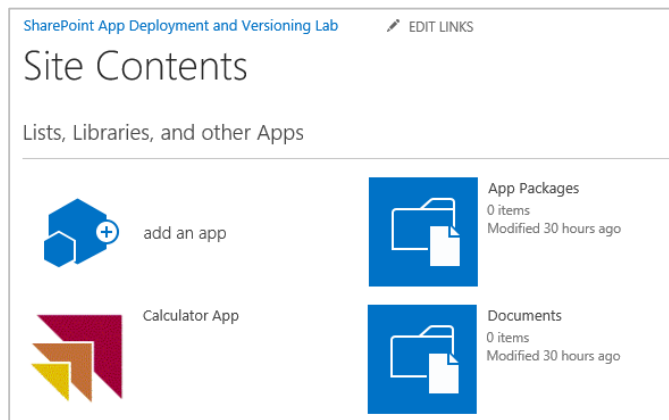 SharePoint App Deployment and Versioning Lab
EDIT LINKS
Site Contents
Lists, Libraries, and other Apps
add an app
App Packages
0 items
Modified 30 hours ago
Calculator App
Documents
0 items
Modified 30 hours ago